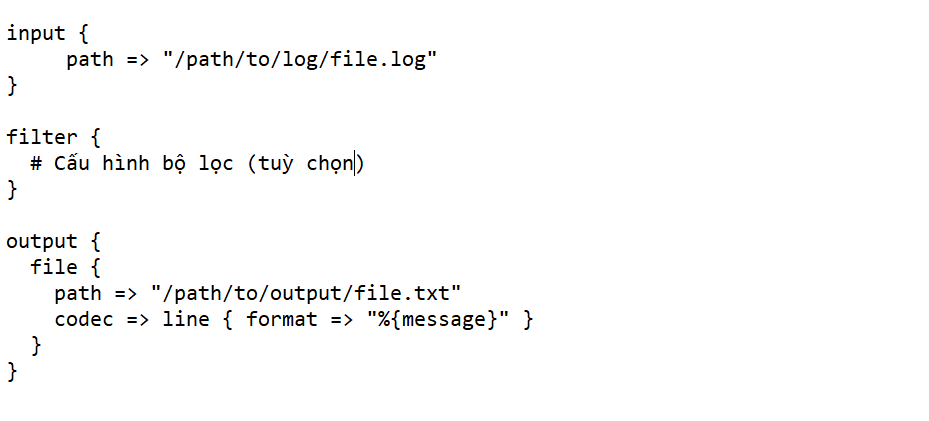 input {
     path => "/path/to/log/file.log"
}
filter {
  # Cấu hình bộ lọc (tuỳ chọn)
}
output {
  file {
    path => "/path/to/output/file.txt"
    codec => line { format => "%{message}" }
  }
}